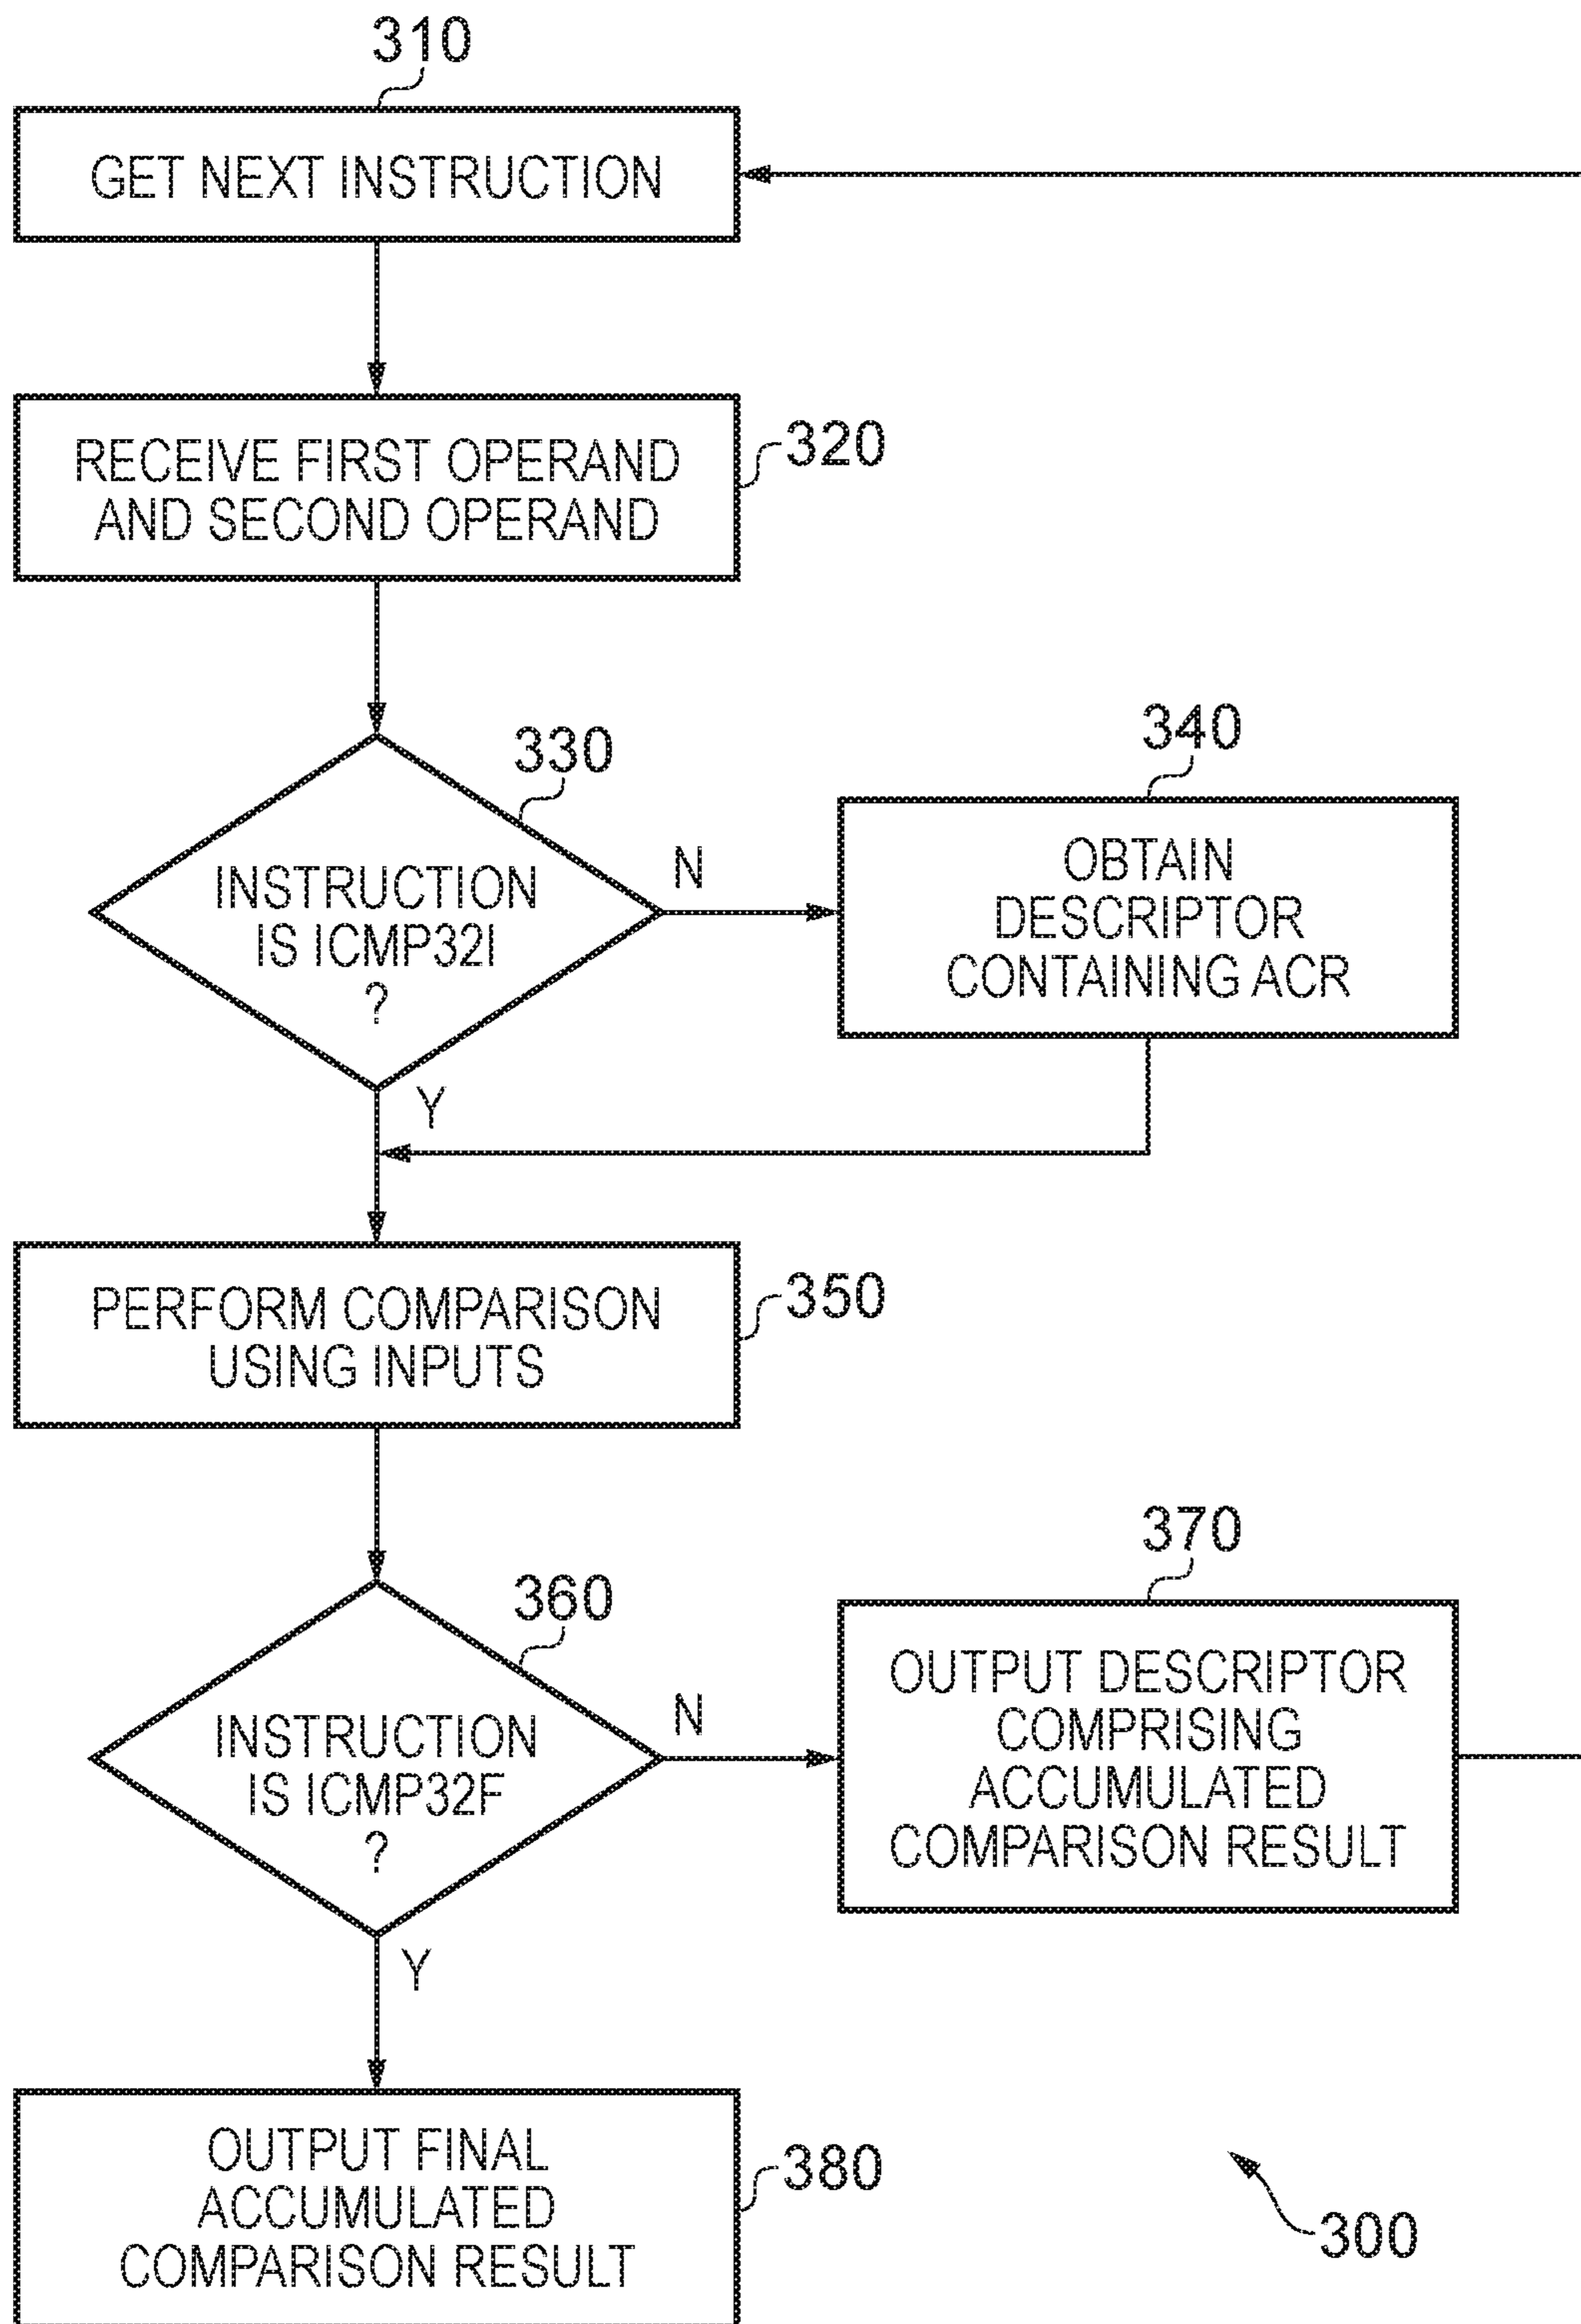 310
GET NEXT INSTRUCTION
RECEIVE FIRST OPERAND
AND SECOND OPERAND
320
330
INSTRUCTION
IS ICMP32I
?
N
Y
340
OBTAIN
DESCRIPTOR
CONTAINING ACR
PERFORM COMPARISON
USING INPUTS
350
360
INSTRUCTION
IS ICMP32F
?
N
Y
370
OUTPUT DESCRIPTOR
COMPRISING
ACCUMULATED
COMPARISON RESULT
OUTPUT FINAL
ACCUMULATED
COMPARISON RESULT
380
300